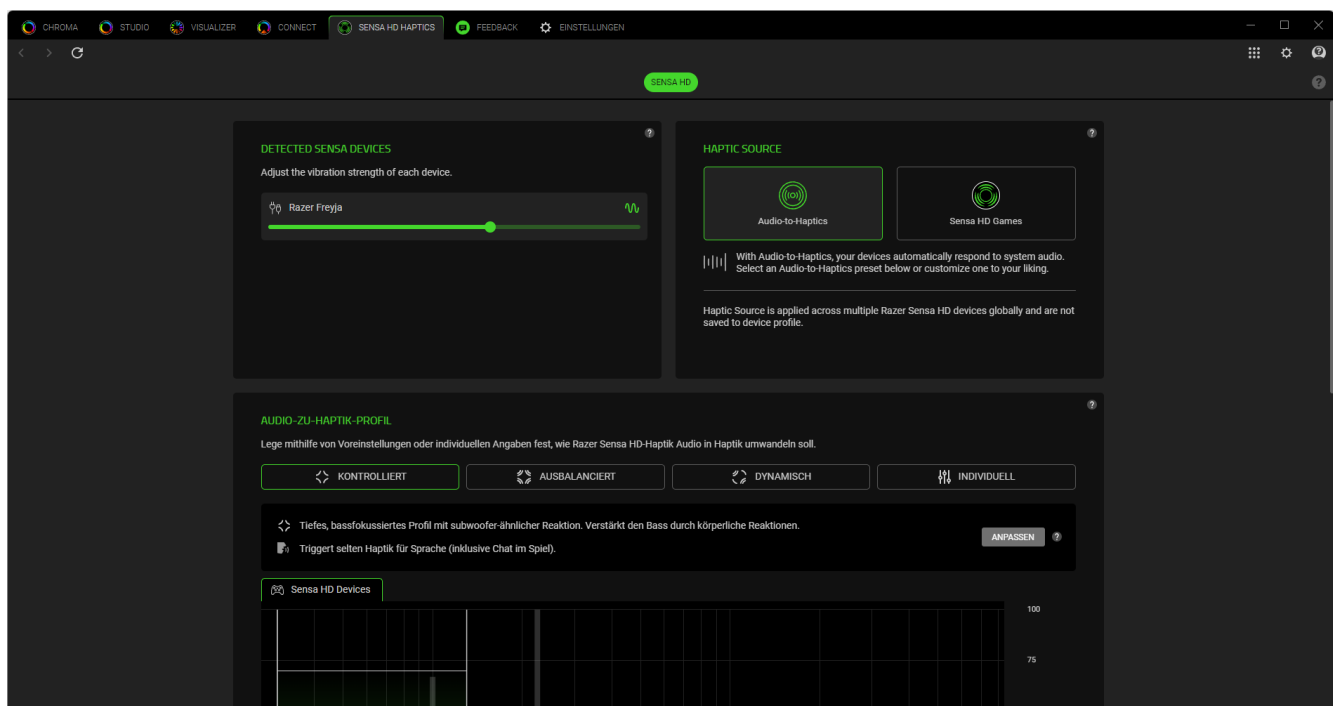 CHROMA
STUDIO
VISUALIZER
CONNECT
SENSA HD HAPTICS
FEEDBACK
EINSTELLUNGEN
SENSA HD
DETECTED SENSA DEVICES
Adjust the vibration strength of each device.
Razer Freyja
HAPTIC SOURCE
Audio-to-Haptics
Sensa HD Games
With Audio-to-Haptics, your devices automatically respond to system audio.
Select an Audio-to-Haptics preset below or customize one to your liking.
Haptic Source is applied across multiple Razer Sensa HD devices globally and are not
saved to device profile.
AUDIO-ZU-HAPTIK-PROFIL
Lege mithilfe von Voreinstellungen oder individuellen Angaben fest, wie Razer Sensa HD-Haptik Audio in Haptik umwandeln soll.
KONTROLLIERT
AUSBALANCIERT
DYNAMISCH
INDIVIDUELL
Tiefes, bassfokussiertes Profil mit subwoofer-ähnlicher Reaktion. Verstärkt den Bass durch körperliche Reaktionen.
Triggert selten Haptik für Sprache (inklusive Chat im Spiel).
ANPASSEN
Sensa HD Devices
100
75